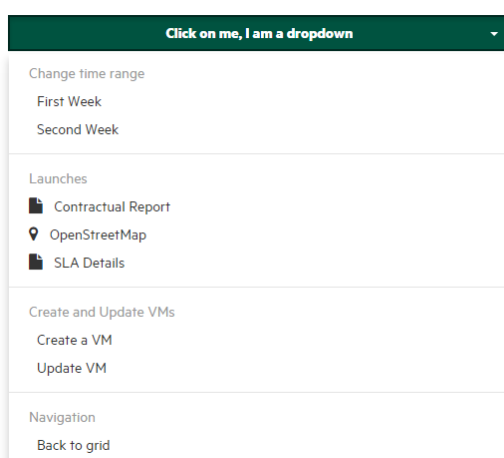 Click on me, I am a dropdown
Change time range
First Week
Second Week
Launches
Contractual Report
OpenStreetMap
SLA Details
Create and Update VMs
Create a VM
Update VM
Navigation
Back to grid